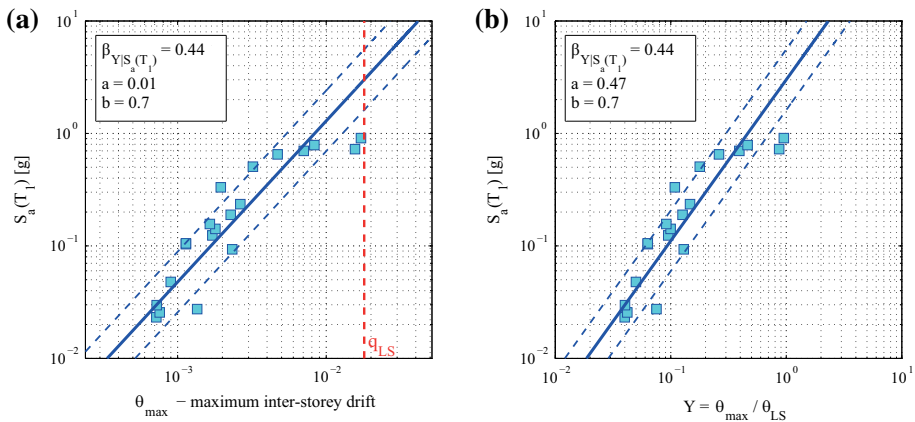 (a)
10^1
10^0
10^-1
10^-2
S_a(T_1) [g]
β_Y|S_a(T_1) = 0.44
a = 0.01
b = 0.7
q_LS
10^-3
10^-2
θ_max − maximum inter-storey drift
(b)
10^1
10^0
10^-1
10^-2
S_a(T_1) [g]
β_Y|S_a(T_1) = 0.44
a = 0.47
b = 0.7
10^-2
10^-1
10^0
10^1
Y = θ_max / θ_LS